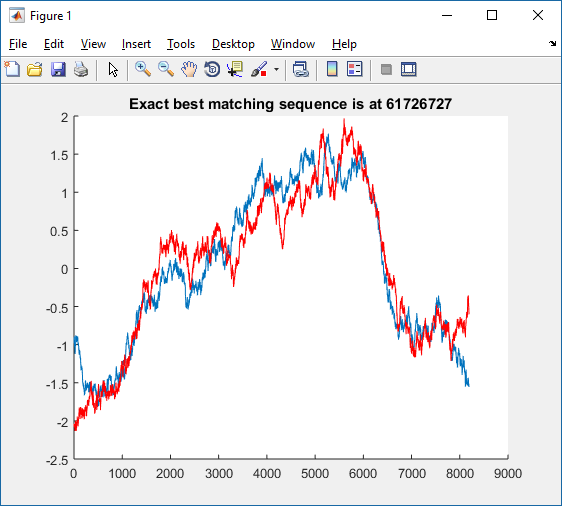 Figure 1
File Edit View Insert Tools Desktop Window Help
Exact best matching sequence is at 61726727
2
1.5
1
0.5
0
-0.5
-1
-1.5
-2
-2.5
0 1000 2000 3000 4000 5000 6000 7000 8000 9000